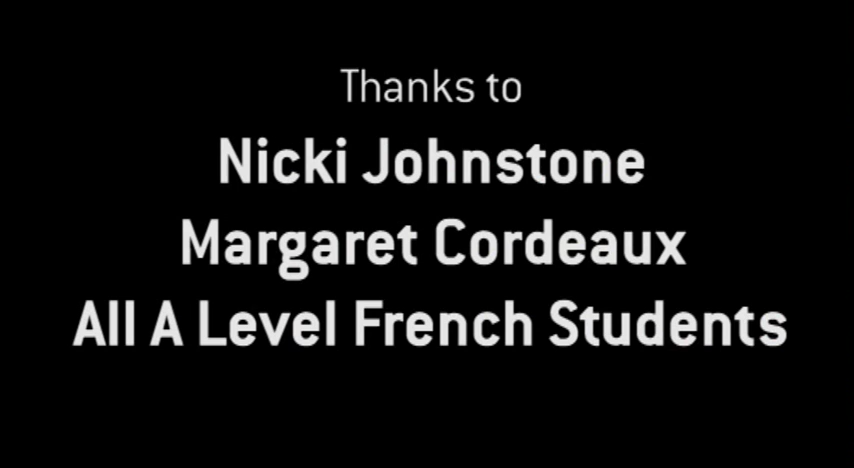 Thanks to
Nicki Johnstone
Margaret Cordeaux
All A Level French Students